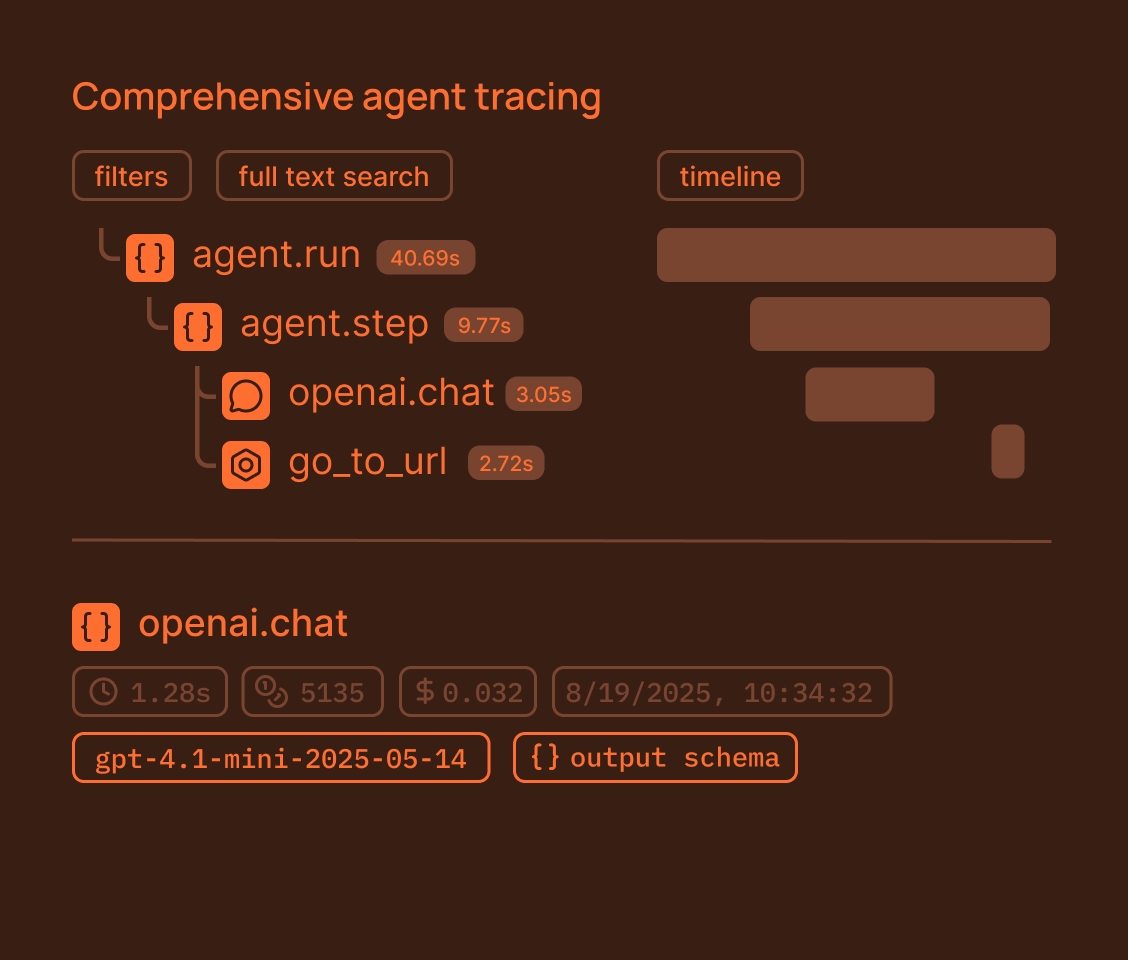 Comprehensive agent tracing
filters full text search timeline
{ } agent.run 40.69s
{ } agent.step 9.77s
openai.chat 3.05s
go_to_url 2.72s
{ } openai.chat
1.28s 5135 $ 0.032 8/19/2025, 10:34:32
gpt-4.1-mini-2025-05-14 {} output schema